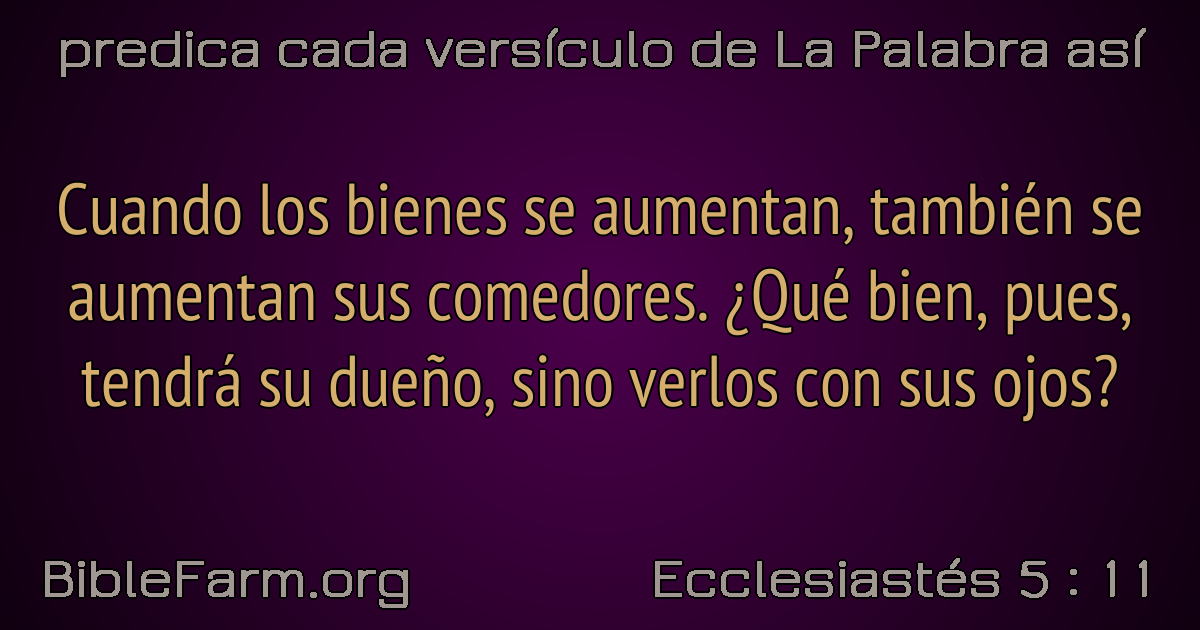 predica cada versículo de La Palabra así
Cuando los bienes se aumentan, también se
aumentan sus comedores. ¿Qué bien, pues,
tendrá su dueño, sino verlos con sus ojos?
BibleFarm.org
Ecclesiastés 5 : 11